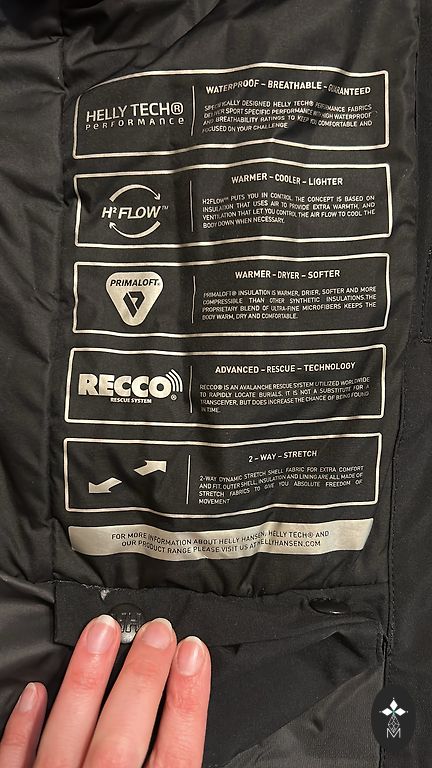 HELLY TECH®
PERFORMANCE
WATERPROOF – BREATHABLE – GUARANTEED
SPECIFICALLY DESIGNED HELLY TECH® PERFORMANCE FABRICS
DELIVER SPORT SPECIFIC PERFORMANCE WITH HIGH WATERPROOF
AND BREATHABILITY RATINGS TO KEEP YOU COMFORTABLE AND
FOCUSED ON YOUR CHALLENGE.
H²FLOW™
WARMER – COOLER – LIGHTER
H2FLOW™ PUTS YOU IN CONTROL. THE CONCEPT IS BASED ON
INSULATION THAT USES AIR TO PROVIDE EXTRA WARMTH, AND
VENTILATION THAT LET YOU CONTROL THE AIR FLOW TO COOL THE
BODY DOWN WHEN NECESSARY.
PRIMALOFT®
WARMER – DRYER – SOFTER
PRIMALOFT® INSULATION IS WARMER, DRIER, SOFTER AND MORE
COMPRESSIBLE THAN OTHER SYNTHETIC INSULATIONS.THE
PROPRIETARY BLEND OF ULTRA-FINE MICROFIBERS KEEPS THE
BODY WARM, DRY AND COMFORTABLE.
RECCO®
RESCUE SYSTEM
ADVANCED – RESCUE – TECHNOLOGY
RECCO® IS AN AVALANCHE RESCUE SYSTEM UTILIZED WORLDWIDE
TO RAPIDLY LOCATE BURIALS. IT IS NOT A SUBSTITUTE FOR A
TRANSCEIVER, BUT DOES INCREASE THE CHANCE OF BEING FOUND
IN TIME.
2 – WAY – STRETCH
2-WAY DYNAMIC STRETCH SHELL FABRIC FOR EXTRA COMFORT
AND FIT. OUTER SHELL, INSULATION AND LINING ARE ALL MADE OF
STRETCH FABRICS TO GIVE YOU ABSOLUTE FREEDOM OF
MOVEMENT
FOR MORE INFORMATION ABOUT HELLY HANSEN, HELLY TECH® AND
OUR PRODUCT RANGE PLEASE VISIT US AT HELLYHANSEN.COM
M